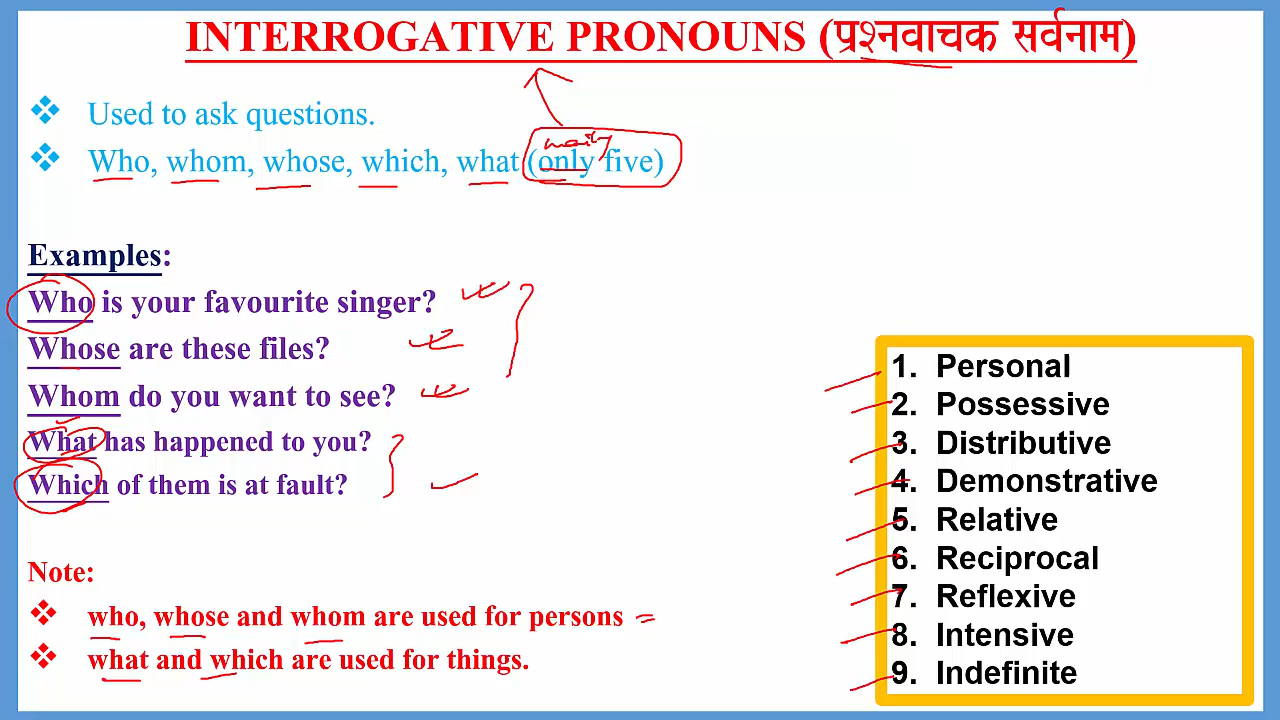 INTERROGATIVE PRONOUNS (प्रश्नवाचक सर्वनाम)
❖ Used to ask questions.
mainly
❖ Who, whom, whose, which, what (only five)
Examples:
Who is your favourite singer?
Whose are these files?
Whom do you want to see?
What has happened to you?
Which of them is at fault?
Note:
❖ who, whose and whom are used for persons
❖ what and which are used for things.
1. Personal
2. Possessive
3. Distributive
4. Demonstrative
5. Relative
6. Reciprocal
7. Reflexive
8. Intensive
9. Indefinite